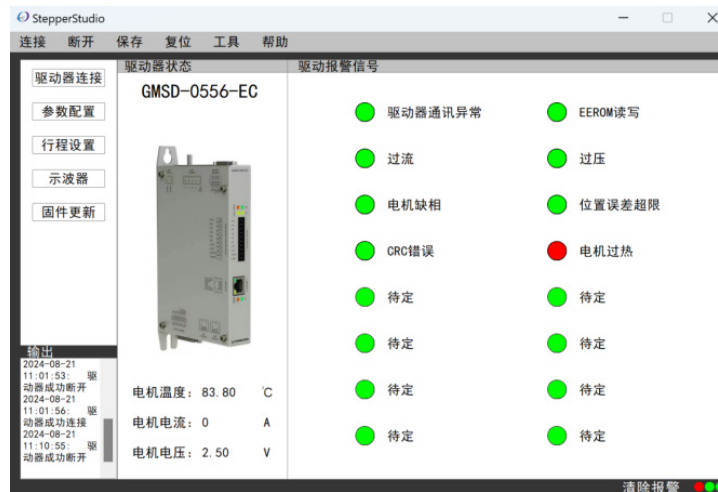 StepperStudio
连接 断开 保存 复位 工具 帮助
驱动器连接
参数配置
行程设置
示波器
固件更新
输出
2024-08-21
11:01:53: 驱
动器成功断开
2024-08-21
11:01:56: 驱
动器成功连接
2024-08-21
11:10:55: 驱
动器成功断开
驱动器状态
GMSD-0556-EC
电机温度: 83.80 ℃
电机电流: 0 A
电机电压: 2.50 V
驱动报警信号
驱动器通讯异常 EEROM读写
过流 过压
电机缺相 位置误差超限
CRC错误 电机过热
待定 待定
待定 待定
待定 待定
待定 待定
清除报警